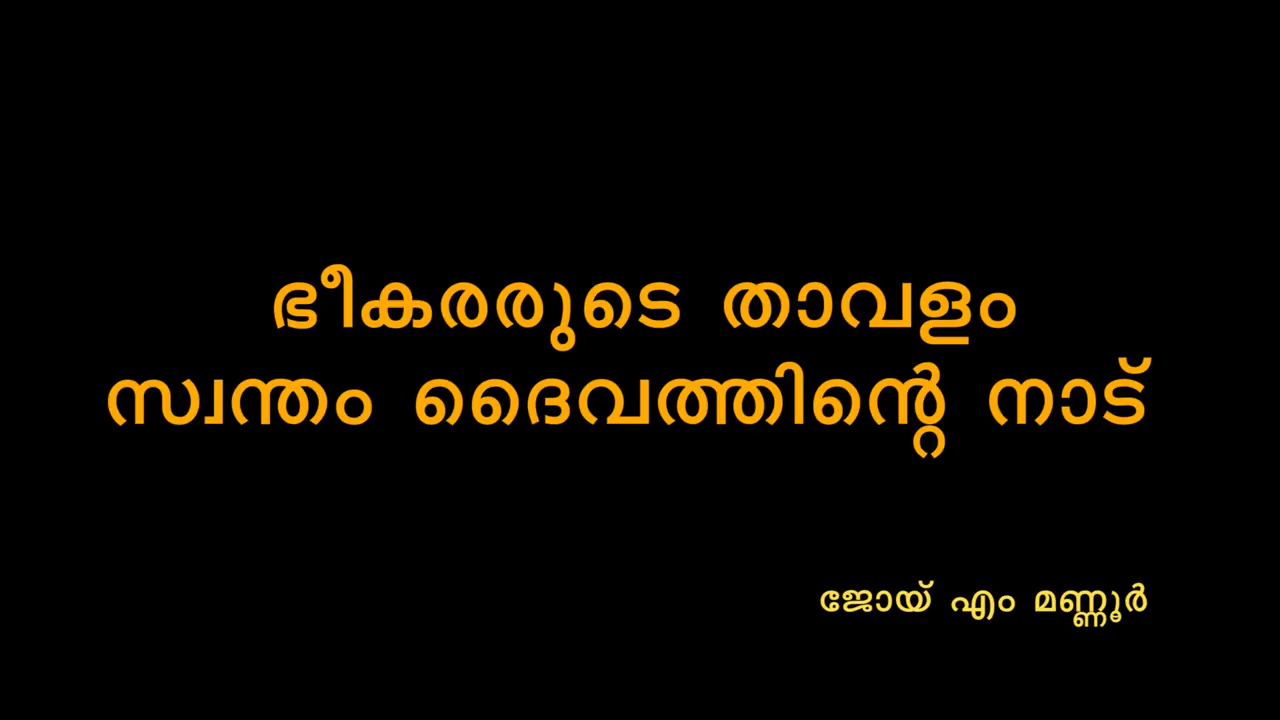 ഭീകരരുടെ താവളം
സ്വന്തം ദൈവത്തിന്റെ നാട്
ജോയ് എം മണ്ണൂർ